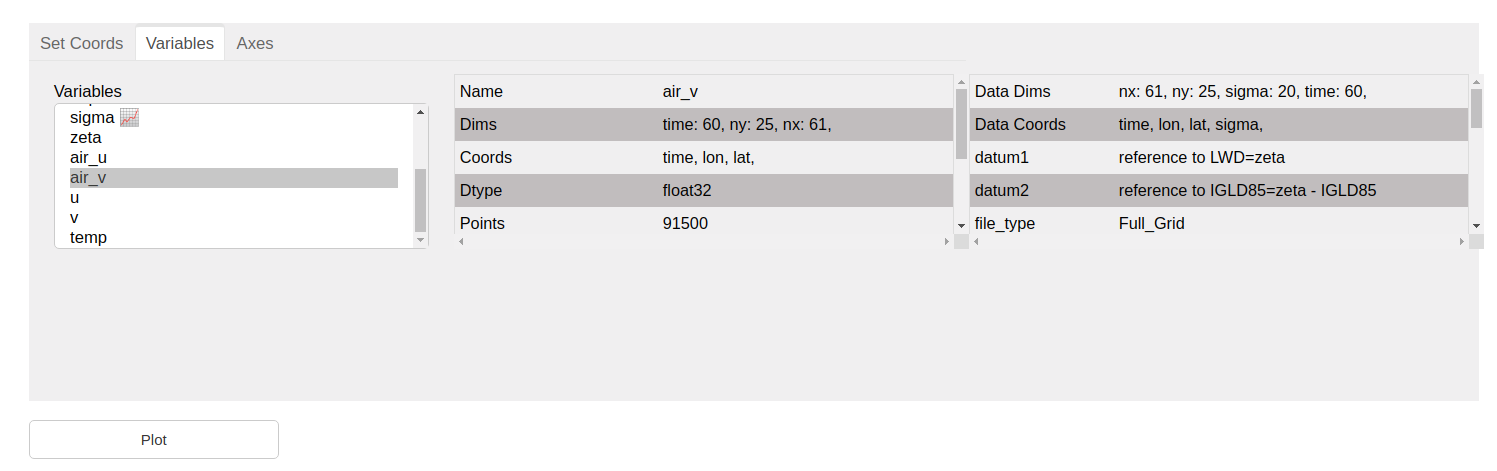 Set Coords Variables Axes
Variables
sigma 📈
zeta
air_u
air_v
u
v
temp
Name air_v
Dims time: 60, ny: 25, nx: 61,
Coords time, lon, lat,
Dtype float32
Points 91500
Data Dims nx: 61, ny: 25, sigma: 20, time: 60,
Data Coords time, lon, lat, sigma,
datum1 reference to LWD=zeta
datum2 reference to IGLD85=zeta - IGLD85
file_type Full_Grid
Plot